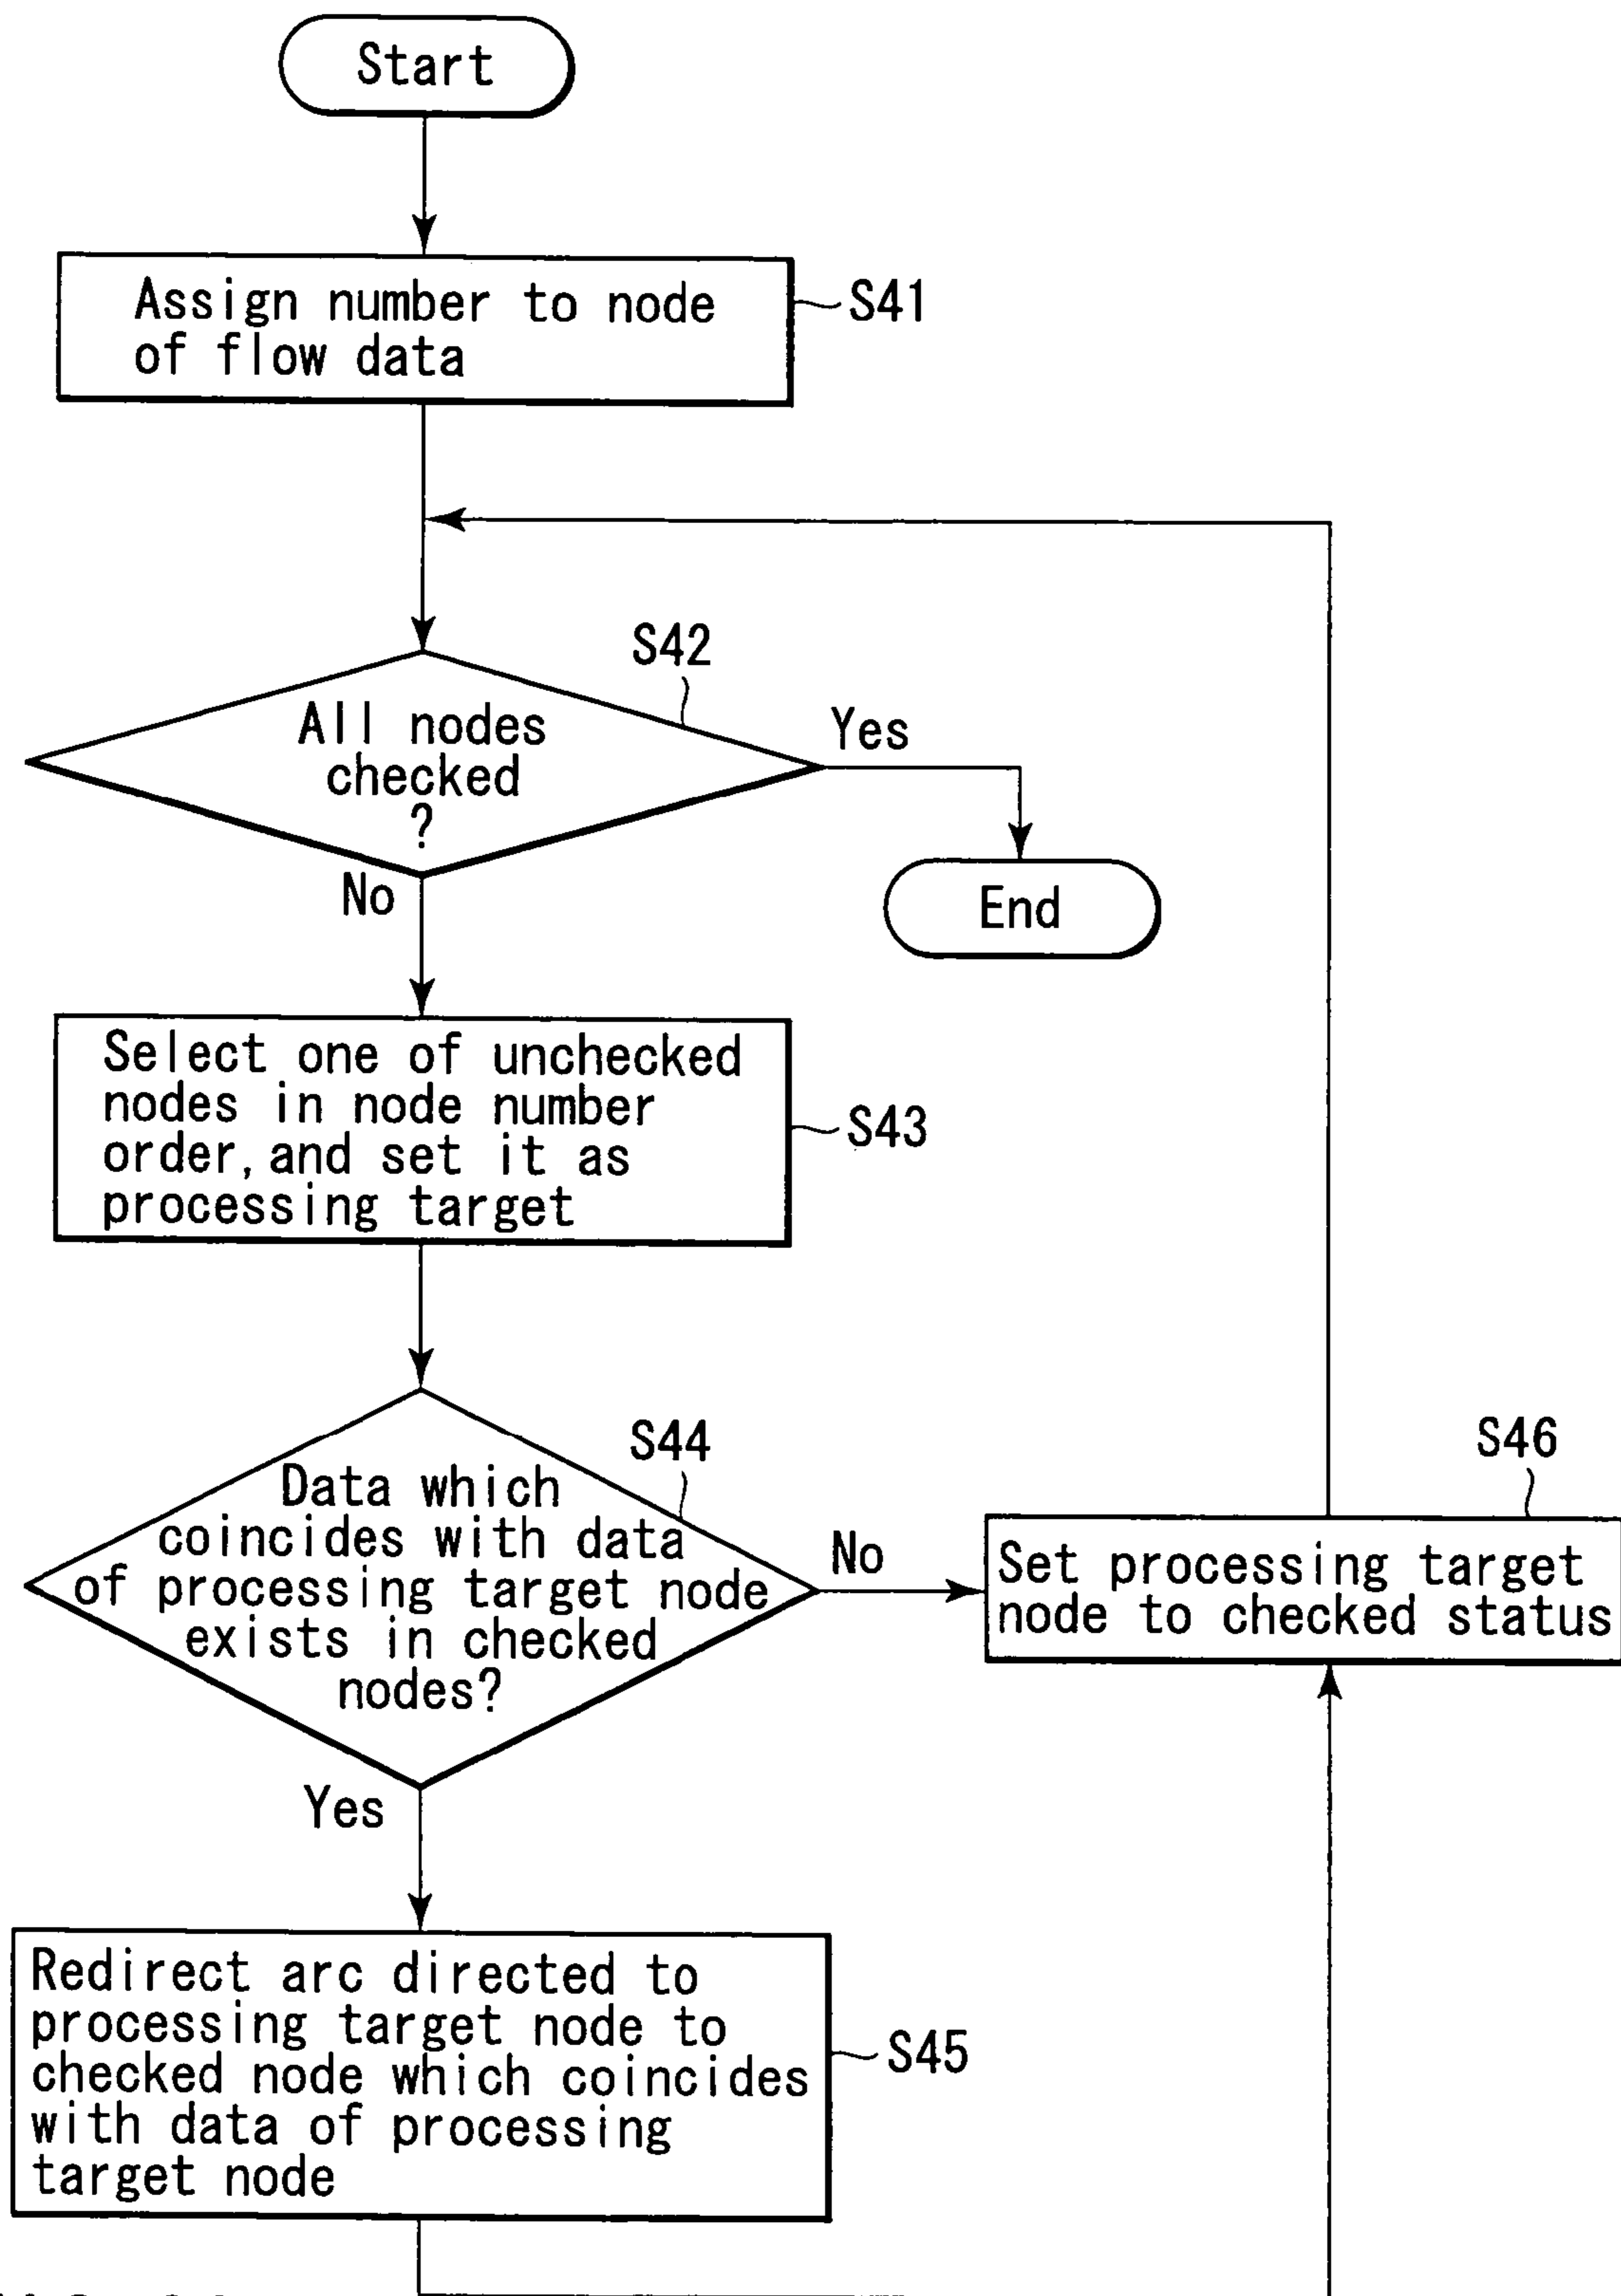 Start
Assign number to node
of flow data
S41
S42
All nodes
checked
?
Yes
No
End
Select one of unchecked
nodes in node number
order, and set it as
processing target
S43
S44
Data which
coincides with data
of processing target node
exists in checked
nodes?
No
S46
Set processing target
node to checked status
Yes
Redirect arc directed to
processing target node to
checked node which coincides
with data of processing
target node
S45